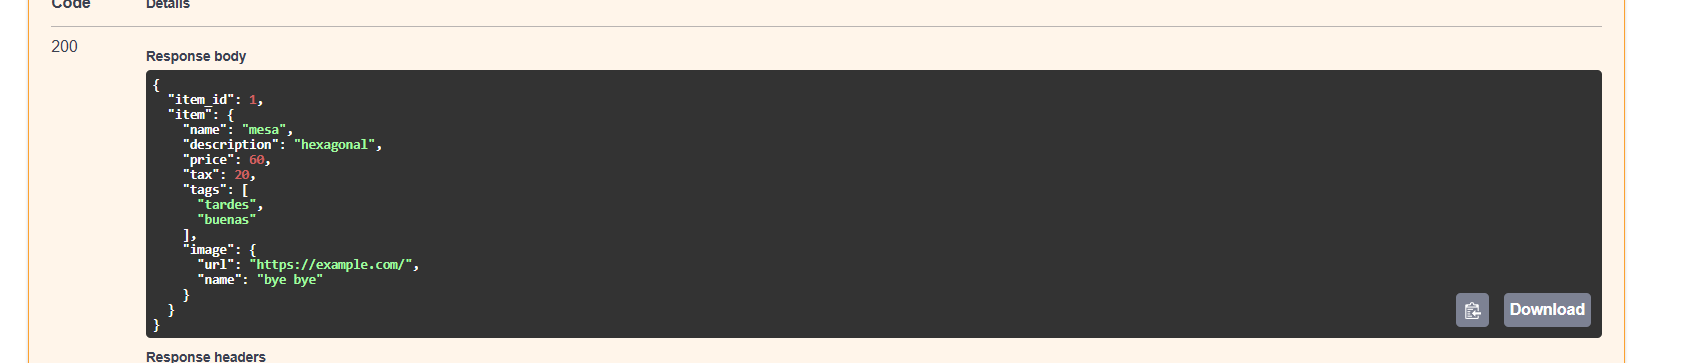 Code Details
200
Response body
{
  "item_id": 1,
  "item": {
    "name": "mesa",
    "description": "hexagonal",
    "price": 60,
    "tax": 20,
    "tags": [
      "tardes",
      "buenas"
    ],
    "image": {
      "url": "https://example.com/",
      "name": "bye bye"
    }
  }
}
Download
Response headers